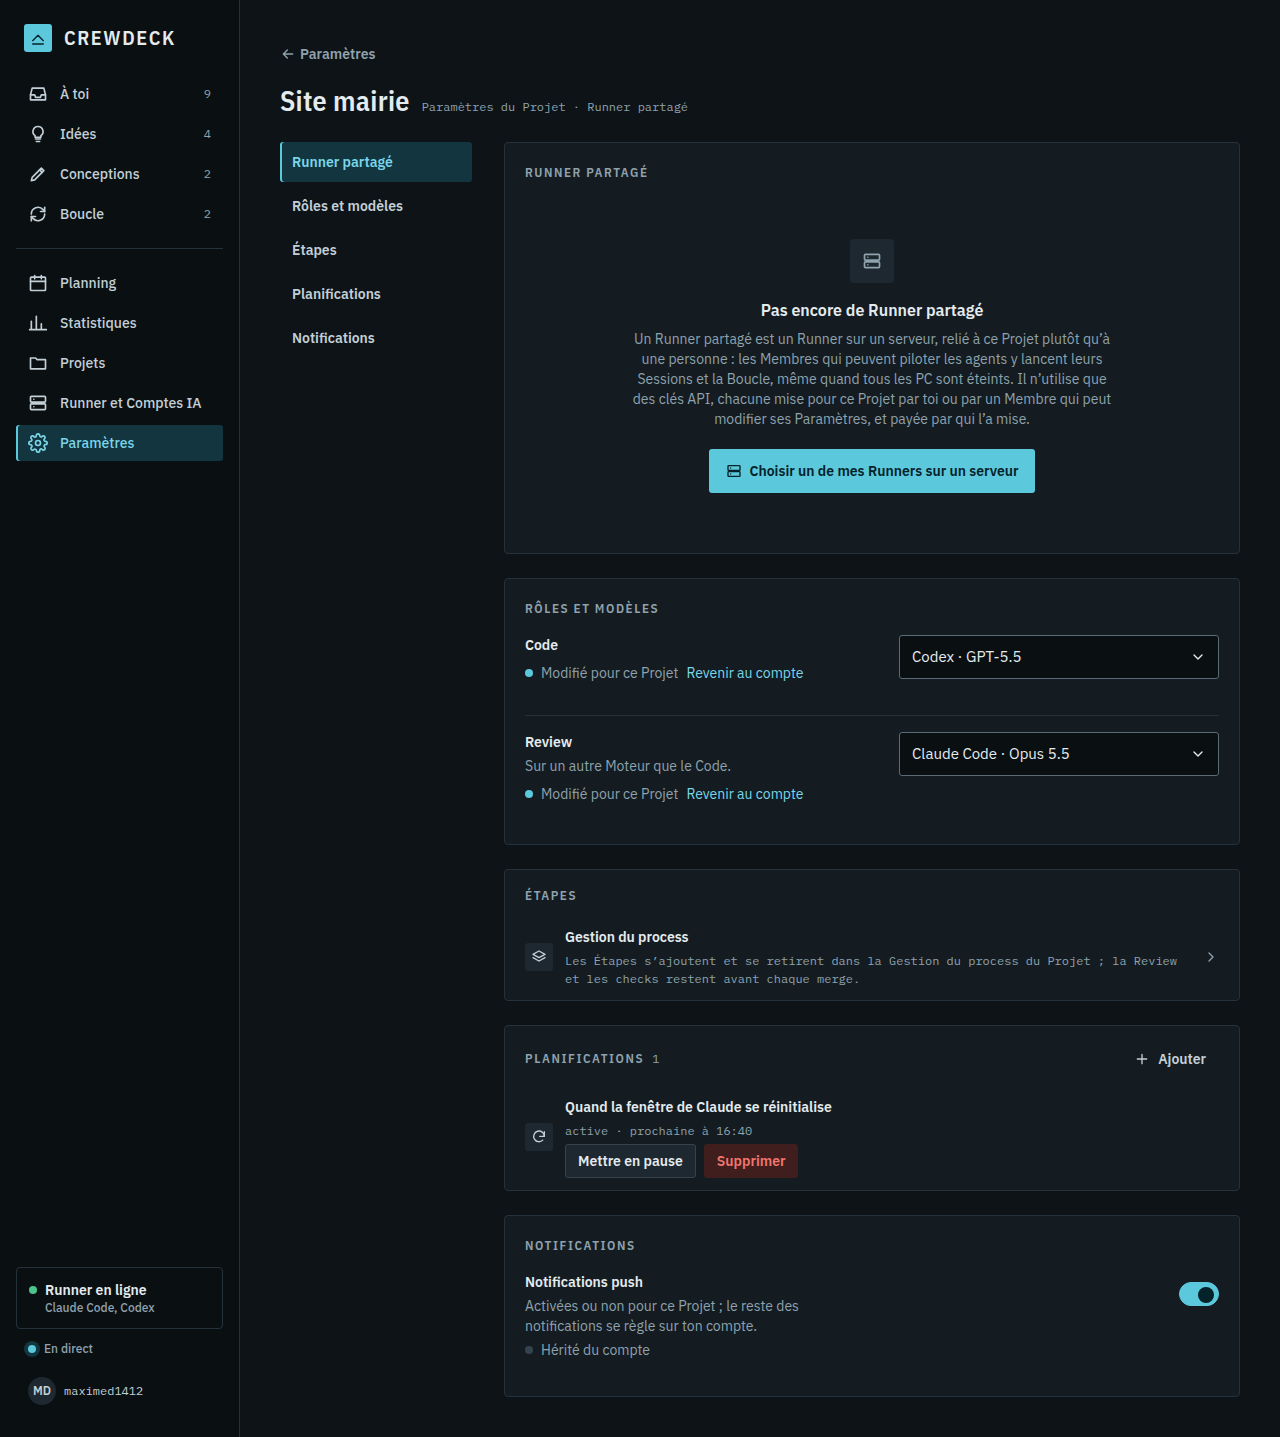 CREWDECK
À toi 9
Idées 4
Conceptions 2
Boucle 2
Planning
Statistiques
Projets
Runner et Comptes IA
Paramètres
Runner en ligne
Claude Code, Codex
En direct
MD maximed1412
← Paramètres
Site mairie Paramètres du Projet · Runner partagé
Runner partagé
Rôles et modèles
Étapes
Planifications
Notifications
RUNNER PARTAGÉ
Pas encore de Runner partagé
Un Runner partagé est un Runner sur un serveur, relié à ce Projet plutôt qu’à
une personne : les Membres qui peuvent piloter les agents y lancent leurs
Sessions et la Boucle, même quand tous les PC sont éteints. Il n’utilise que
des clés API, chacune mise pour ce Projet par toi ou par un Membre qui peut
modifier ses Paramètres, et payée par qui l’a mise.
Choisir un de mes Runners sur un serveur
RÔLES ET MODÈLES
Code
Modifié pour ce Projet Revenir au compte
Codex · GPT-5.5
Review
Sur un autre Moteur que le Code.
Modifié pour ce Projet Revenir au compte
Claude Code · Opus 5.5
ÉTAPES
Gestion du process
Les Étapes s’ajoutent et se retirent dans la Gestion du process du Projet ; la Review
et les checks restent avant chaque merge.
PLANIFICATIONS 1
+ Ajouter
Quand la fenêtre de Claude se réinitialise
active · prochaine à 16:40
Mettre en pause Supprimer
NOTIFICATIONS
Notifications push
Activées ou non pour ce Projet ; le reste des
notifications se règle sur ton compte.
Hérité du compte